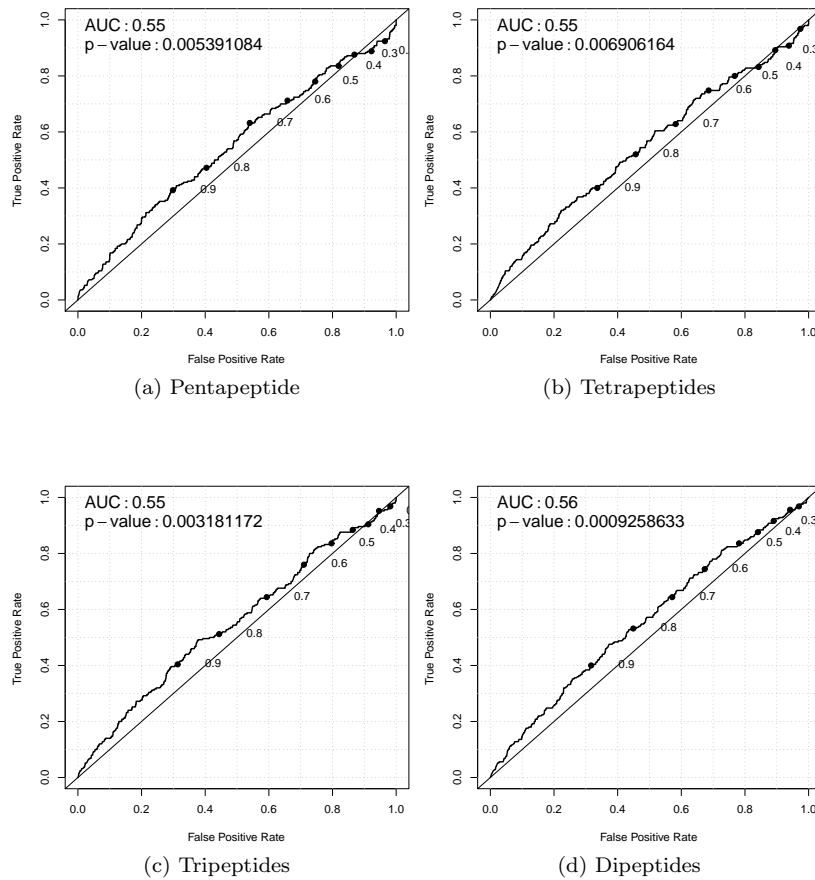 AUC : 0.55
p − value : 0.005391084
True Positive Rate
1.0
0.8
0.6
0.4
0.2
0.0
0.9
0.8
0.7
0.6
0.5
0.4
0.3
0.0 0.2 0.4 0.6 0.8 1.0
False Positive Rate
(a) Pentapeptide
AUC : 0.55
p − value : 0.006906164
True Positive Rate
1.0
0.8
0.6
0.4
0.2
0.0
0.9
0.8
0.7
0.6
0.5
0.4
0.3
0.0 0.2 0.4 0.6 0.8 1.0
False Positive Rate
(b) Tetrapeptides
AUC : 0.55
p − value : 0.003181172
True Positive Rate
1.0
0.8
0.6
0.4
0.2
0.0
0.9
0.8
0.7
0.6
0.5
0.4
0.3
0.0 0.2 0.4 0.6 0.8 1.0
False Positive Rate
(c) Tripeptides
AUC : 0.56
p − value : 0.0009258633
True Positive Rate
1.0
0.8
0.6
0.4
0.2
0.0
0.9
0.8
0.7
0.6
0.5
0.4
0.3
0.0 0.2 0.4 0.6 0.8 1.0
False Positive Rate
(d) Dipeptides